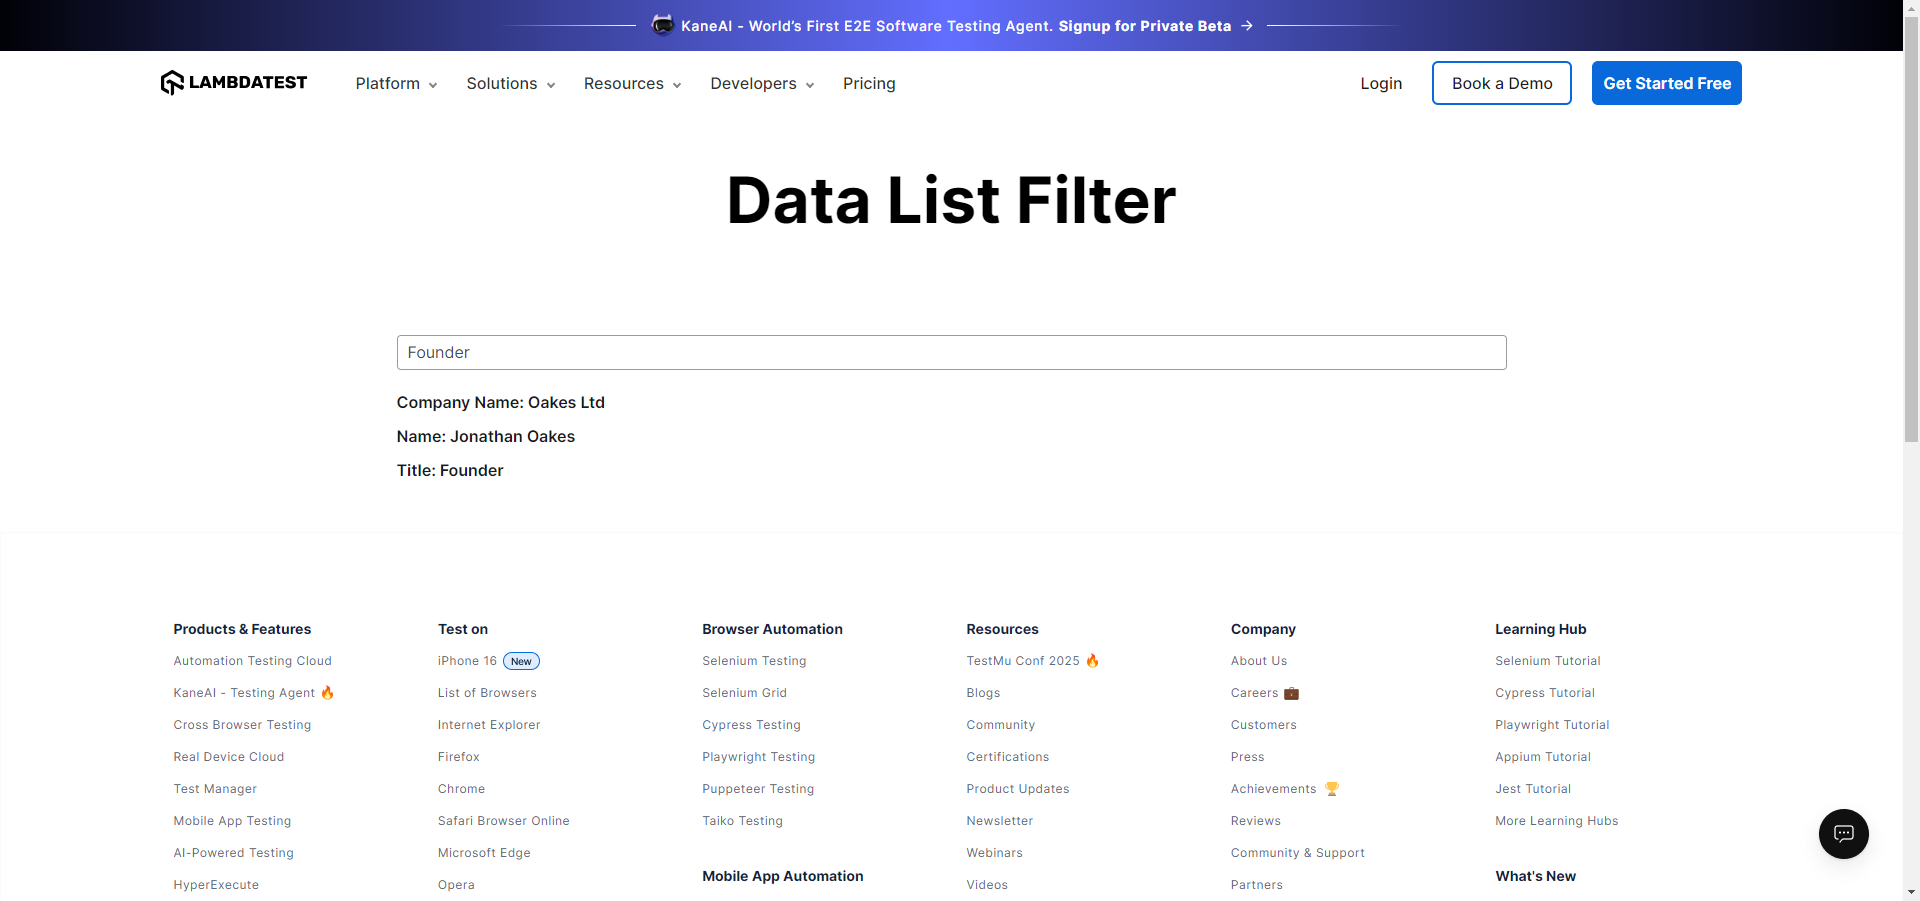 KaneAI - World's First E2E Software Testing Agent. Signup for Private Beta →
LAMBDATEST
Platform
Solutions
Resources
Developers
Pricing
Login
Book a Demo
Get Started Free
Data List Filter
Founder
Company Name: Oakes Ltd
Name: Jonathan Oakes
Title: Founder
Products & Features
Automation Testing Cloud
KaneAI - Testing Agent 🔥
Cross Browser Testing
Real Device Cloud
Test Manager
Mobile App Testing
AI-Powered Testing
HyperExecute
Test on
iPhone 16 New
List of Browsers
Internet Explorer
Firefox
Chrome
Safari Browser Online
Microsoft Edge
Opera
Browser Automation
Selenium Testing
Selenium Grid
Cypress Testing
Playwright Testing
Puppeteer Testing
Taiko Testing
Mobile App Automation
Resources
TestMu Conf 2025 🔥
Blogs
Community
Certifications
Product Updates
Newsletter
Webinars
Videos
Company
About Us
Careers 💼
Customers
Press
Achievements 🏆
Reviews
Community & Support
Partners
Learning Hub
Selenium Tutorial
Cypress Tutorial
Playwright Tutorial
Appium Tutorial
Jest Tutorial
More Learning Hubs
What's New